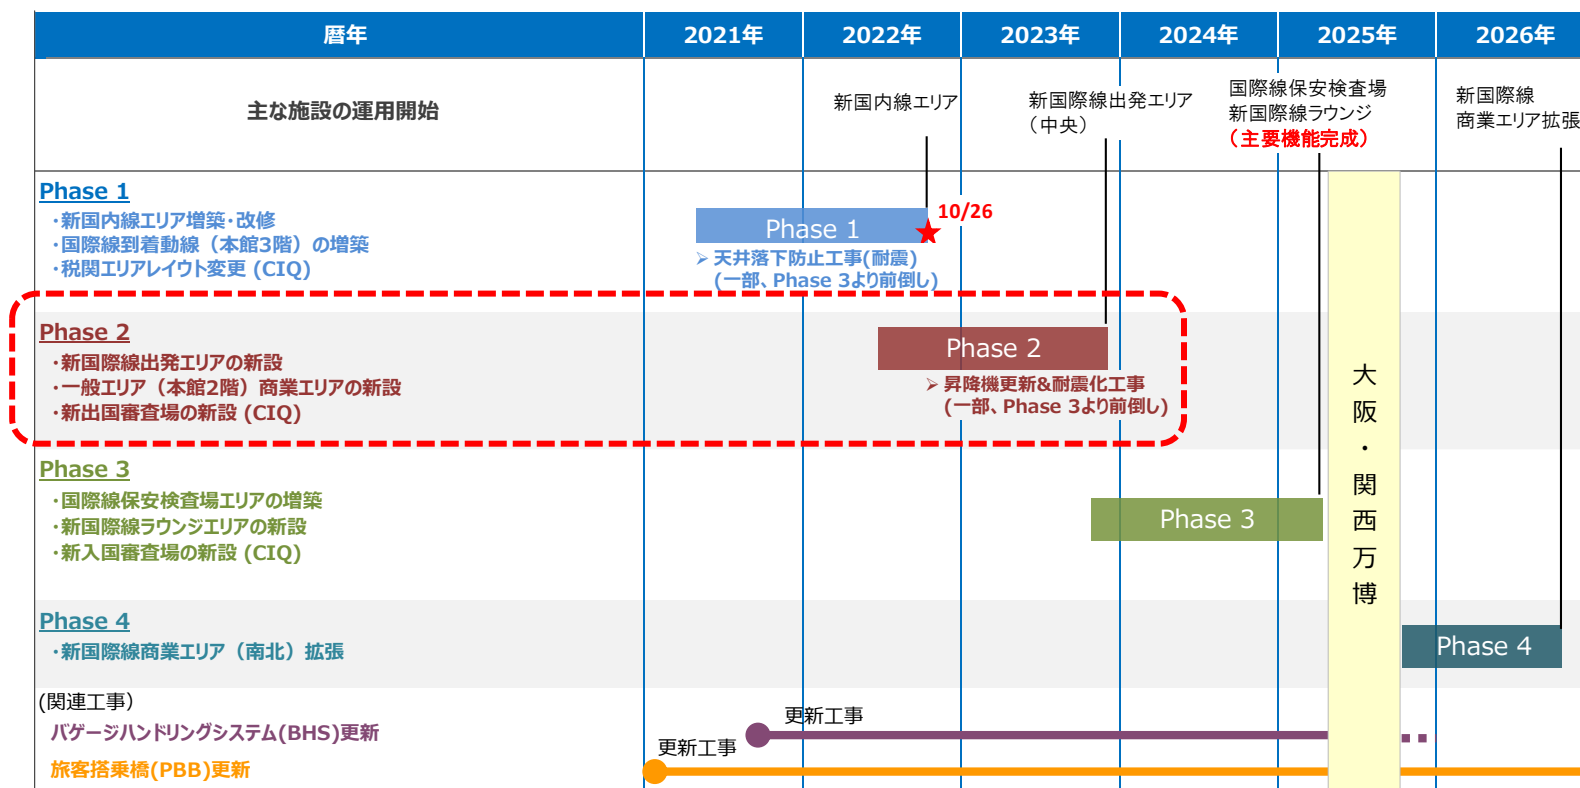 暦年 2021年 2022年 2023年 2024年 2025年 2026年
主な施設の運用開始
新国内線エリア
新国際線出発エリア
（中央）
国際線保安検査場
新国際線ラウンジ
（主要機能完成）
新国際線
商業エリア拡張
Phase 1
・新国内線エリア増築・改修
・国際線到着動線（本館3階）の増築
・税関エリアレイアウト変更 (CIQ)
Phase 1
10/26
➢ 天井落下防止工事(耐震)
(一部、Phase 3より前倒し)
Phase 2
・新国際線出発エリアの新設
・一般エリア（本館2階）商業エリアの新設
・新出国審査場の新設 (CIQ)
Phase 2
➢ 昇降機更新&耐震化工事
(一部、Phase 3より前倒し)
Phase 3
・国際線保安検査場エリアの増築
・新国際線ラウンジエリアの新設
・新入国審査場の新設 (CIQ)
Phase 3
大阪・関西万博
Phase 4
・新国際線商業エリア（南北）拡張
Phase 4
(関連工事）
バゲージハンドリングシステム(BHS)更新
更新工事
旅客搭乗橋(PBB)更新
更新工事